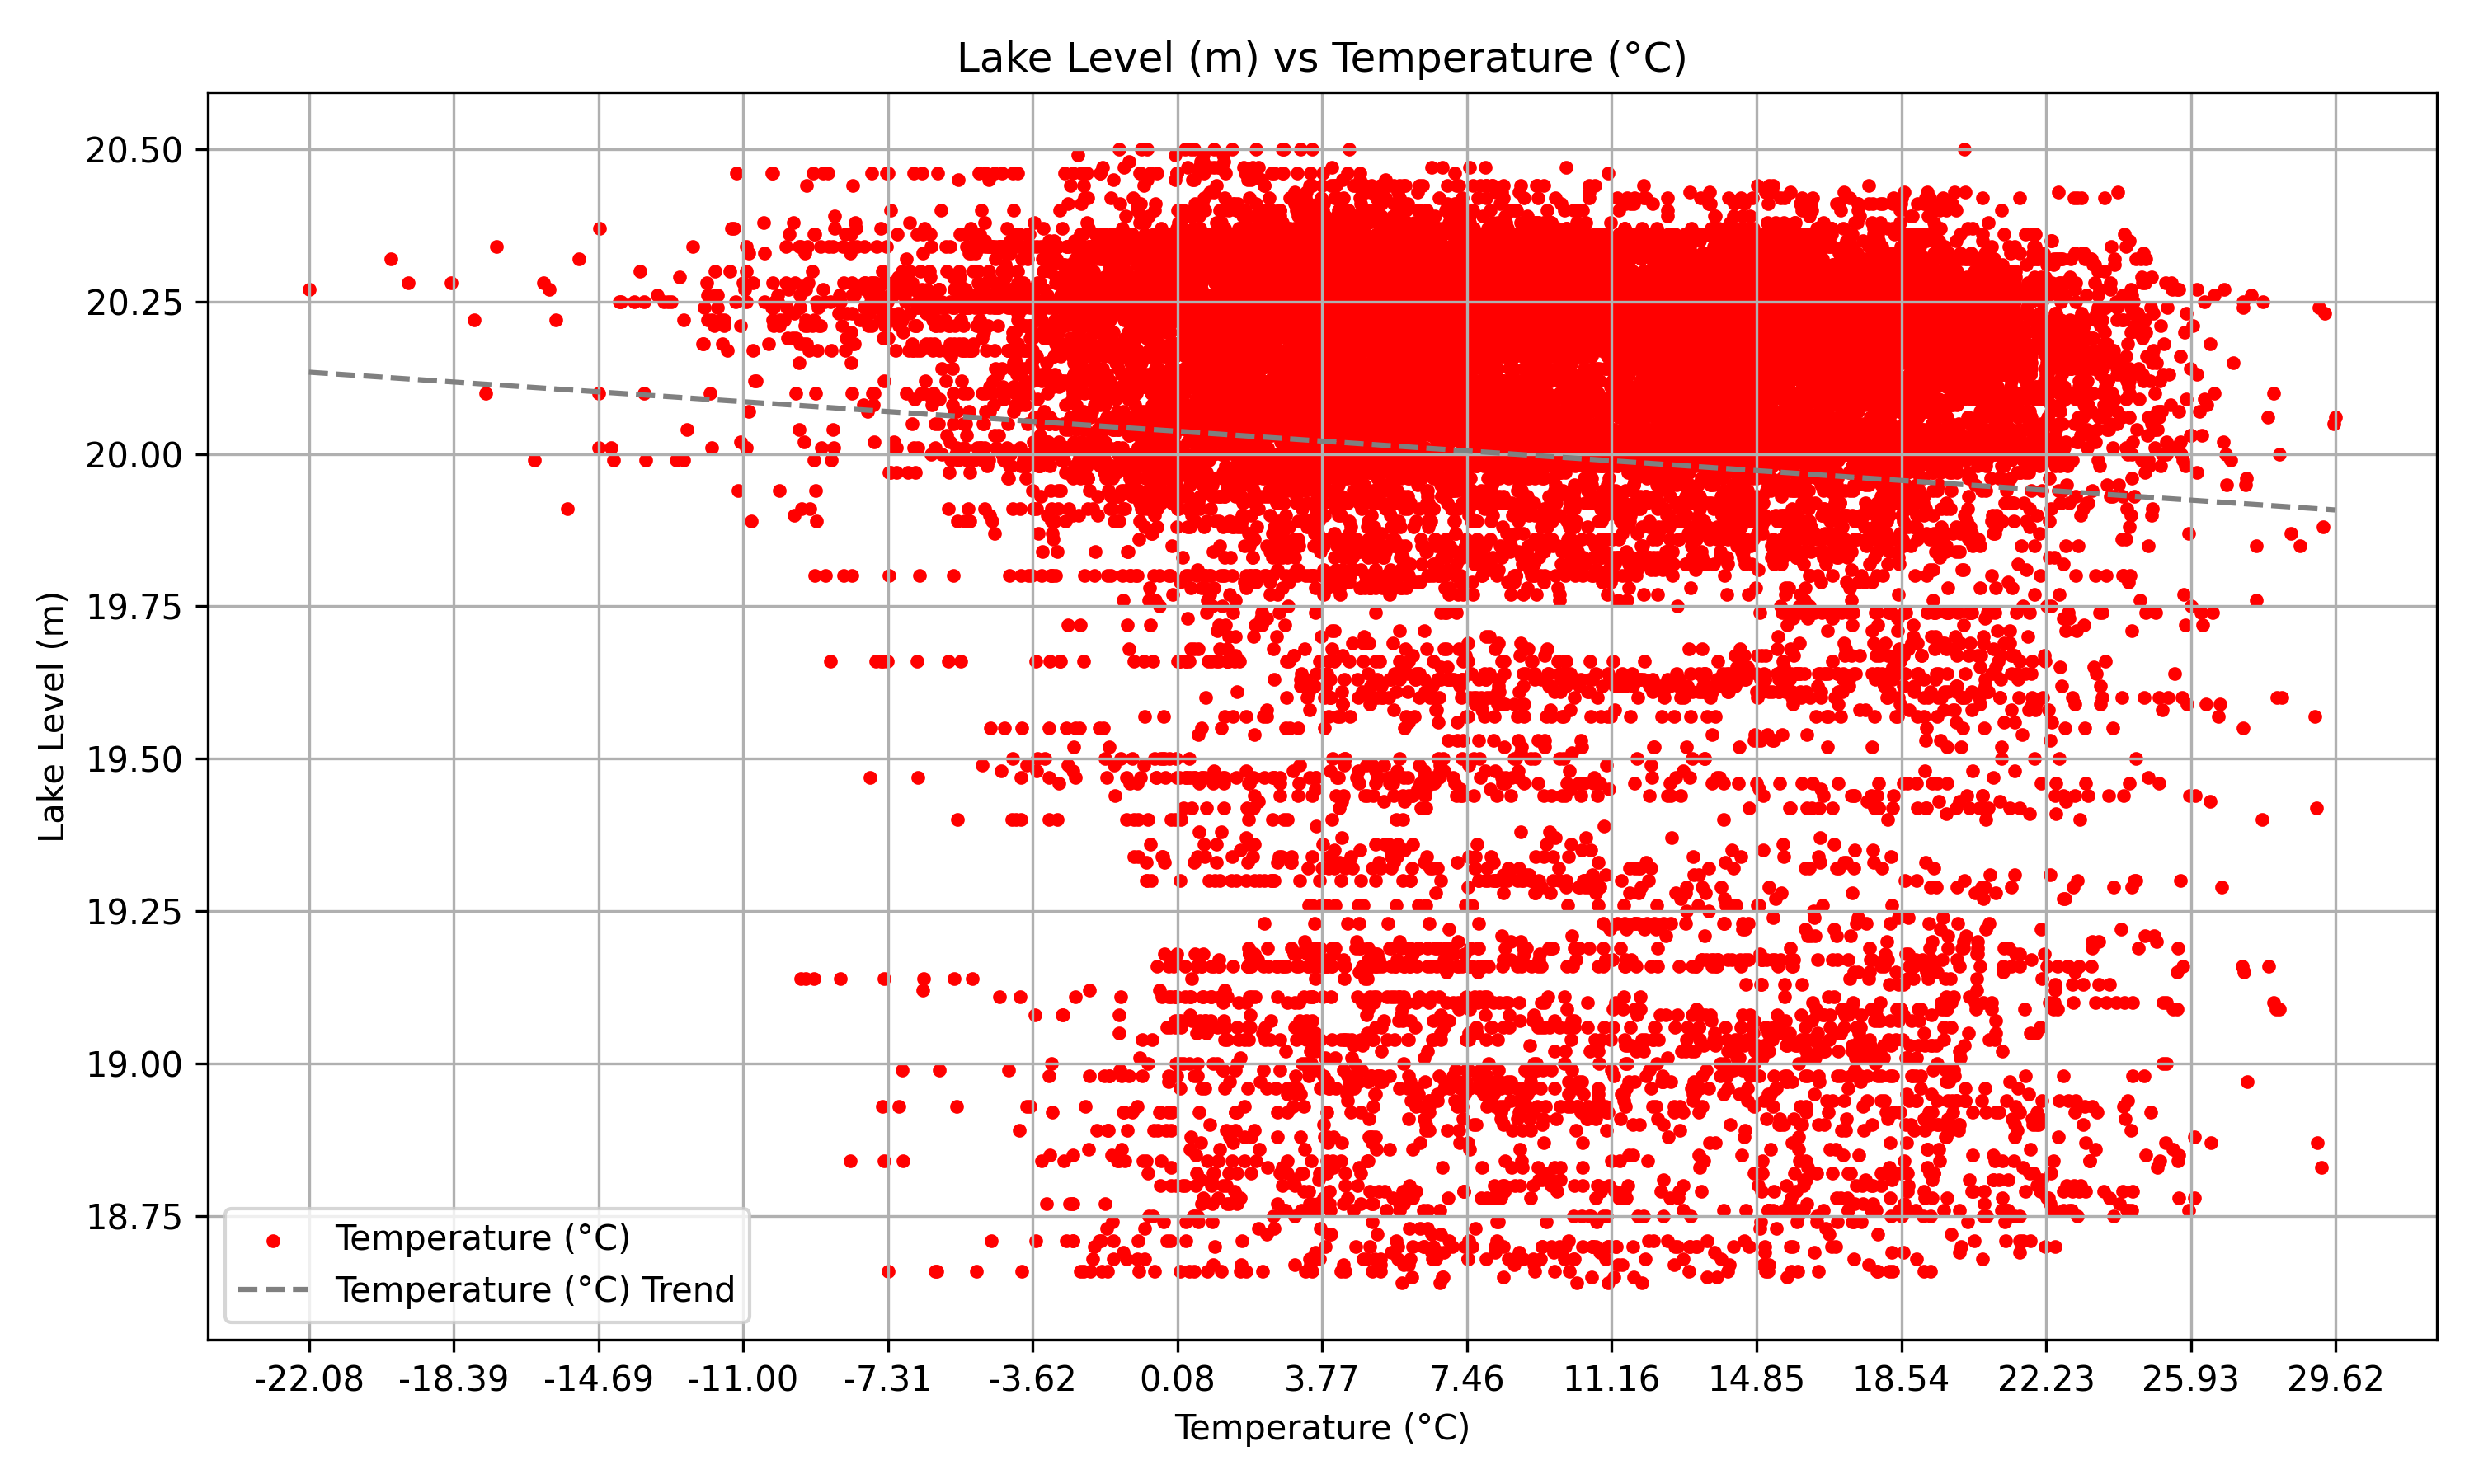 Lake Level (m) vs Temperature (°C)
20.50
20.25
20.00
19.75
19.50
19.25
19.00
18.75
Lake Level (m)
Temperature (°C)
Temperature (°C) Trend
-22.08 -18.39 -14.69 -11.00 -7.31 -3.62 0.08 3.77 7.46 11.16 14.85 18.54 22.23 25.93 29.62
Temperature (°C)